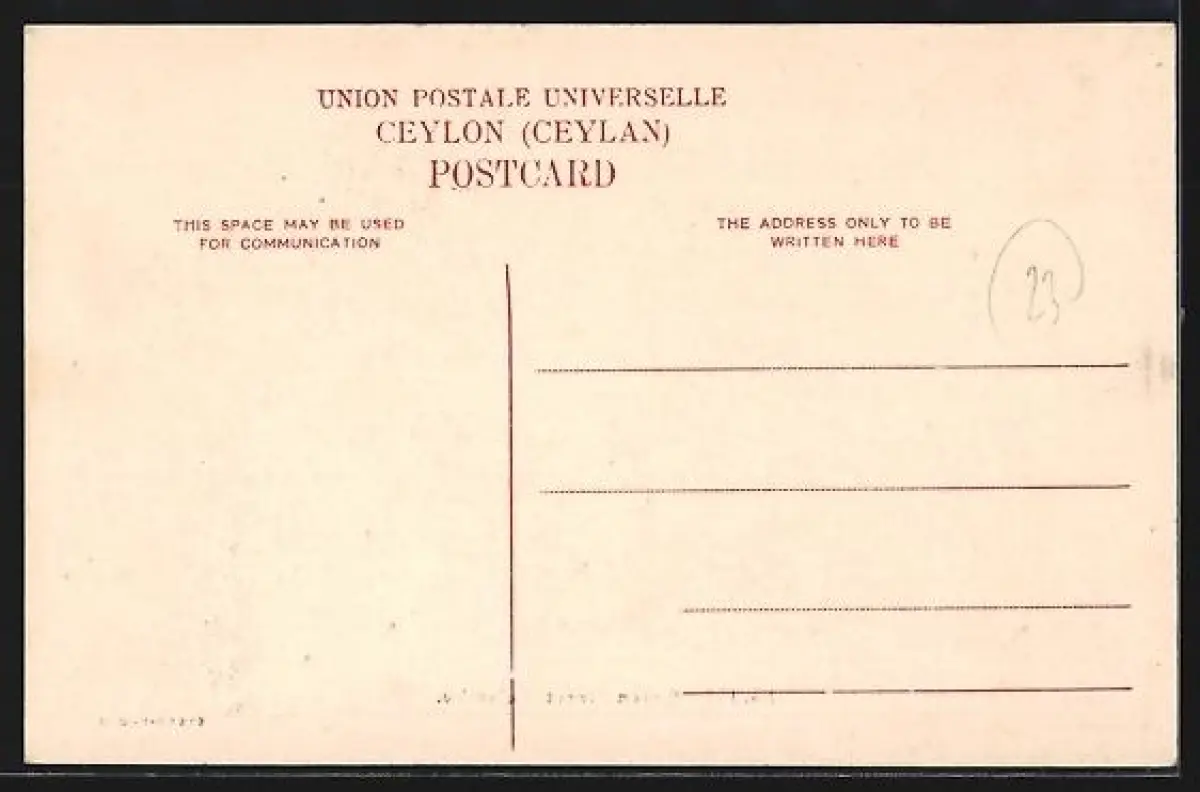 UNION POSTALE UNIVERSELLE
CEYLON (CEYLAN)
POSTCARD
THIS SPACE MAY BE USED
FOR COMMUNICATION
THE ADDRESS ONLY TO BE
WRITTEN HERE
23